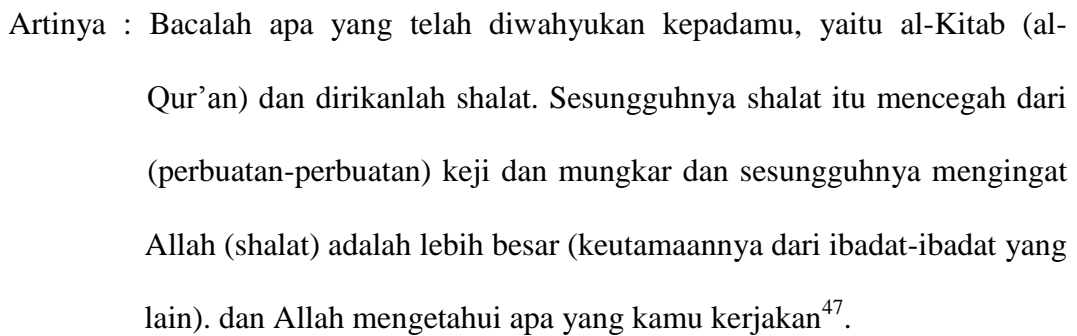 Artinya : Bacalah apa yang telah diwahyukan kepadamu, yaitu al-Kitab (al-
Qur’an) dan dirikanlah shalat. Sesungguhnya shalat itu mencegah dari
(perbuatan-perbuatan) keji dan mungkar dan sesungguhnya mengingat
Allah (shalat) adalah lebih besar (keutamaannya dari ibadat-ibadat yang
lain). dan Allah mengetahui apa yang kamu kerjakan⁴⁷.